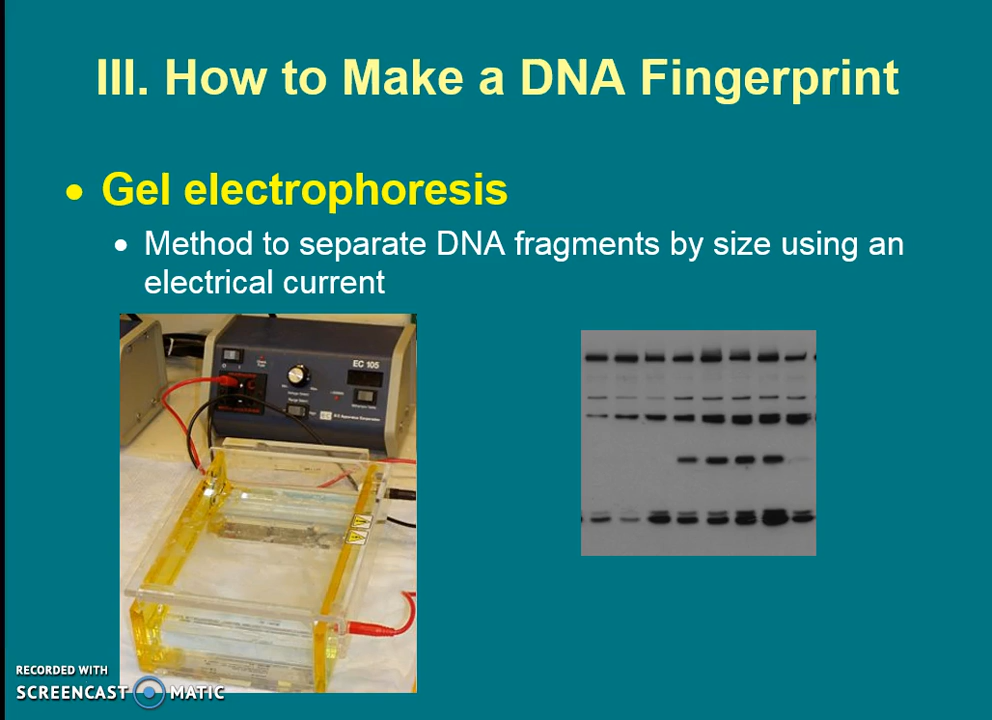 III. How to Make a DNA Fingerprint
Gel electrophoresis
Method to separate DNA fragments by size using an
electrical current
EC 105
RECORDED WITH
SCREENCAST MATIC